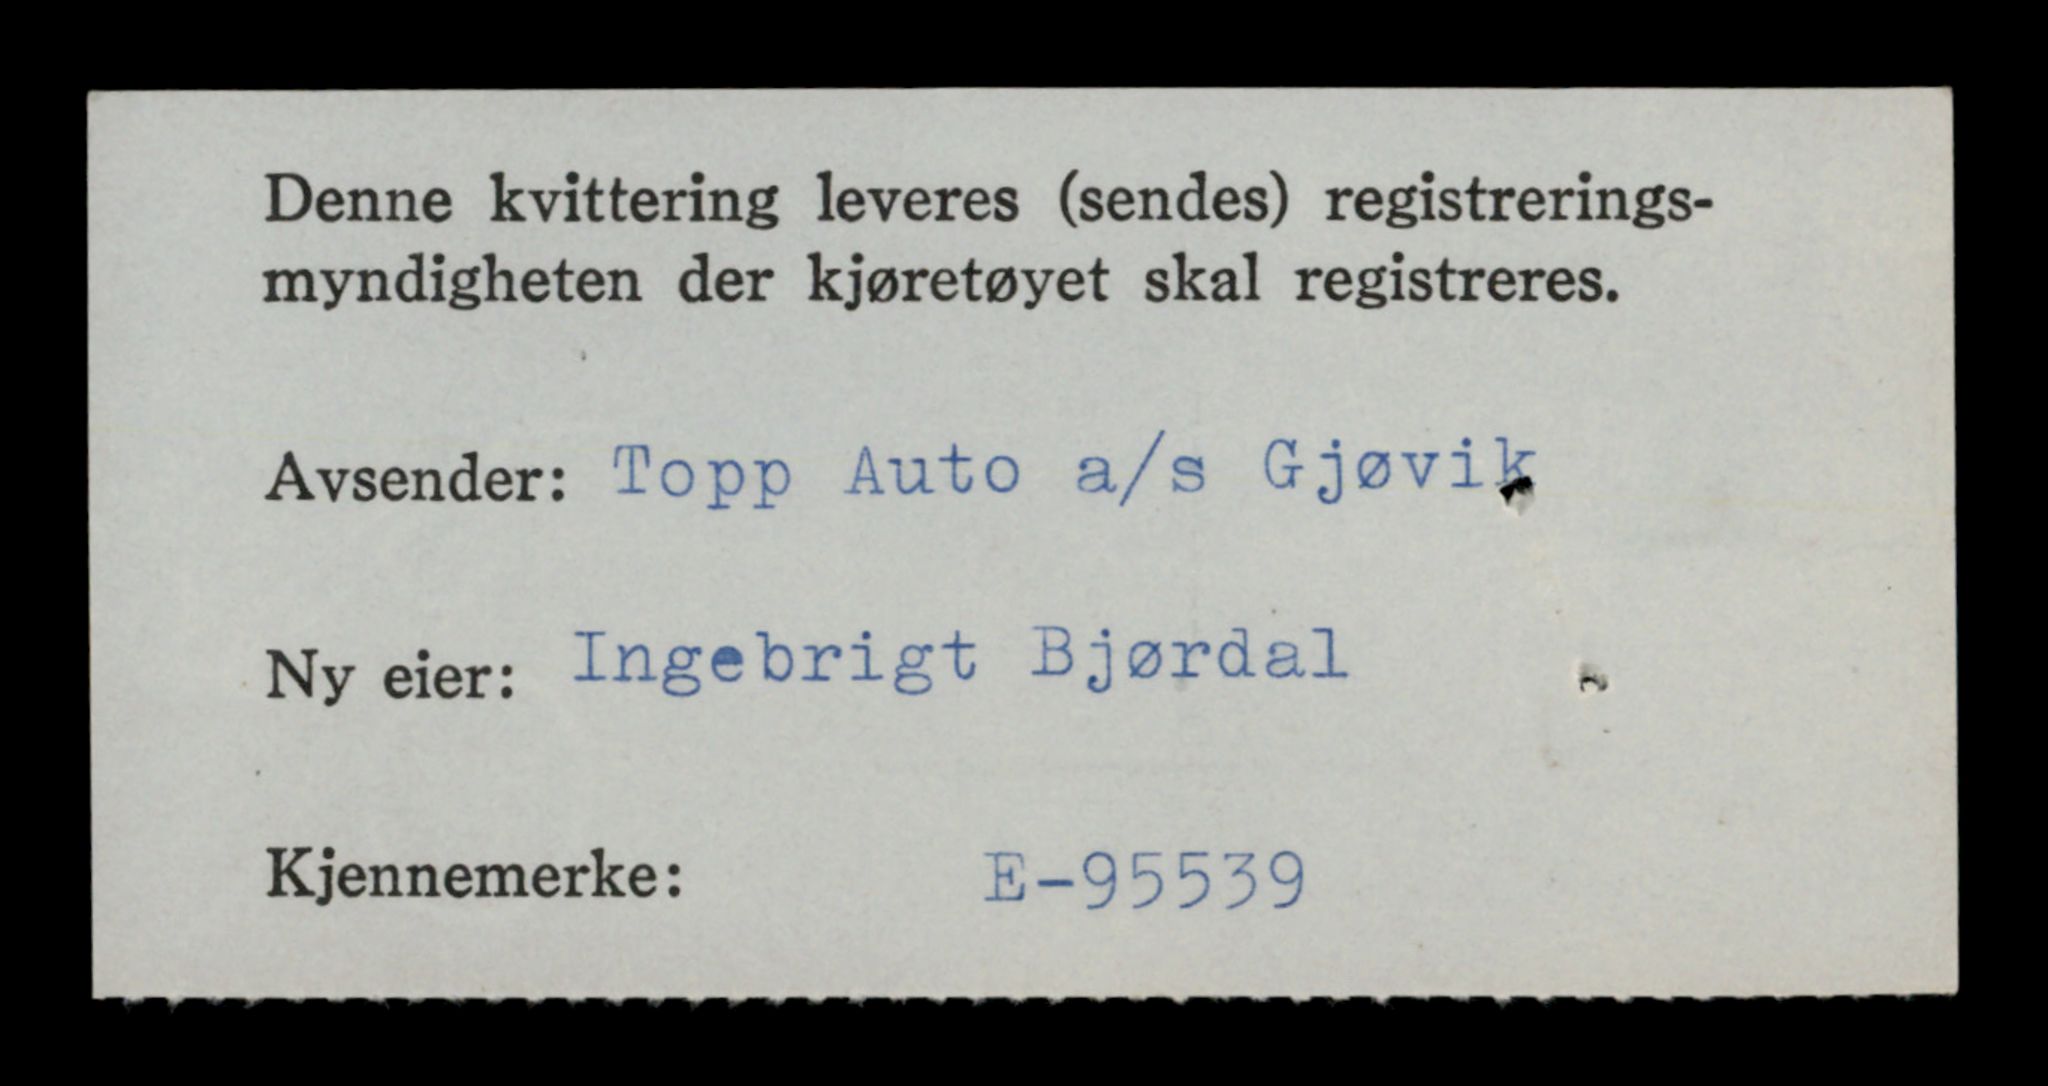 Denne kvittering leveres (sendes) registrerings-
myndigheten der kjøretøyet skal registreres.
Avsender: Topp Auto a/s Gjøvik
Ny eier: Ingebrigt Bjørdal
Kjennemerke: E-95539